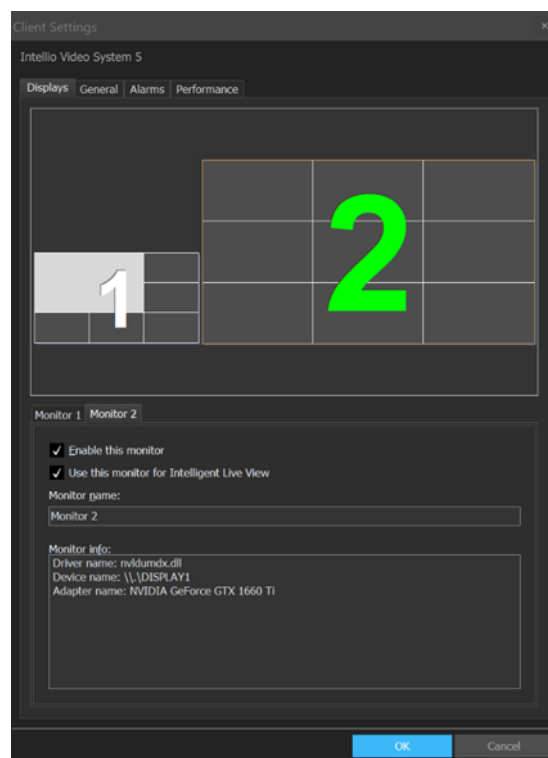 Client Settings
Intellio Video System 5
Displays General Alarms Performance
1
2
Monitor 1 Monitor 2
Enable this monitor
Use this monitor for Intelligent Live View
Monitor name:
Monitor 2
Monitor info:
Driver name: nvldumdx.dll
Device name: \\.\DISPLAY1
Adapter name: NVIDIA GeForce GTX 1660 Ti
OK Cancel